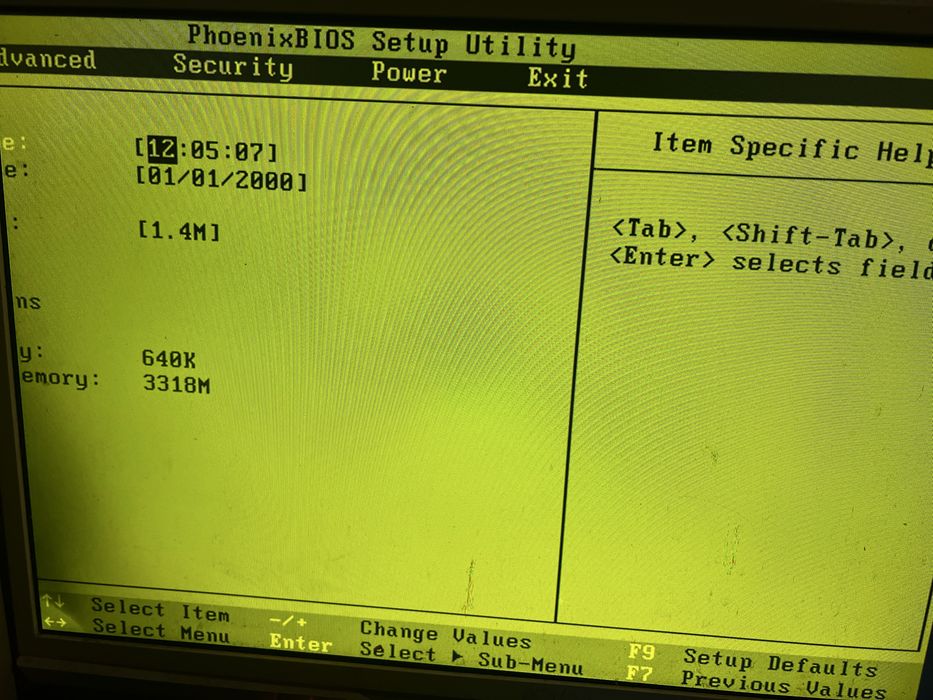 PhoenixBIOS Setup Utility
dvanced Security Power Exit
e: [12:05:07] Item Specific Help
e: [01/01/2000]
: [1.4M] <Tab>, <Shift-Tab>,
<Enter> selects field
ns
y: 640K
emory: 3318M
↑↓ Select Item -/+ Change Values F9 Setup Defaults
↔ Select Menu Enter Select ▶ Sub-Menu F7 Previous Values